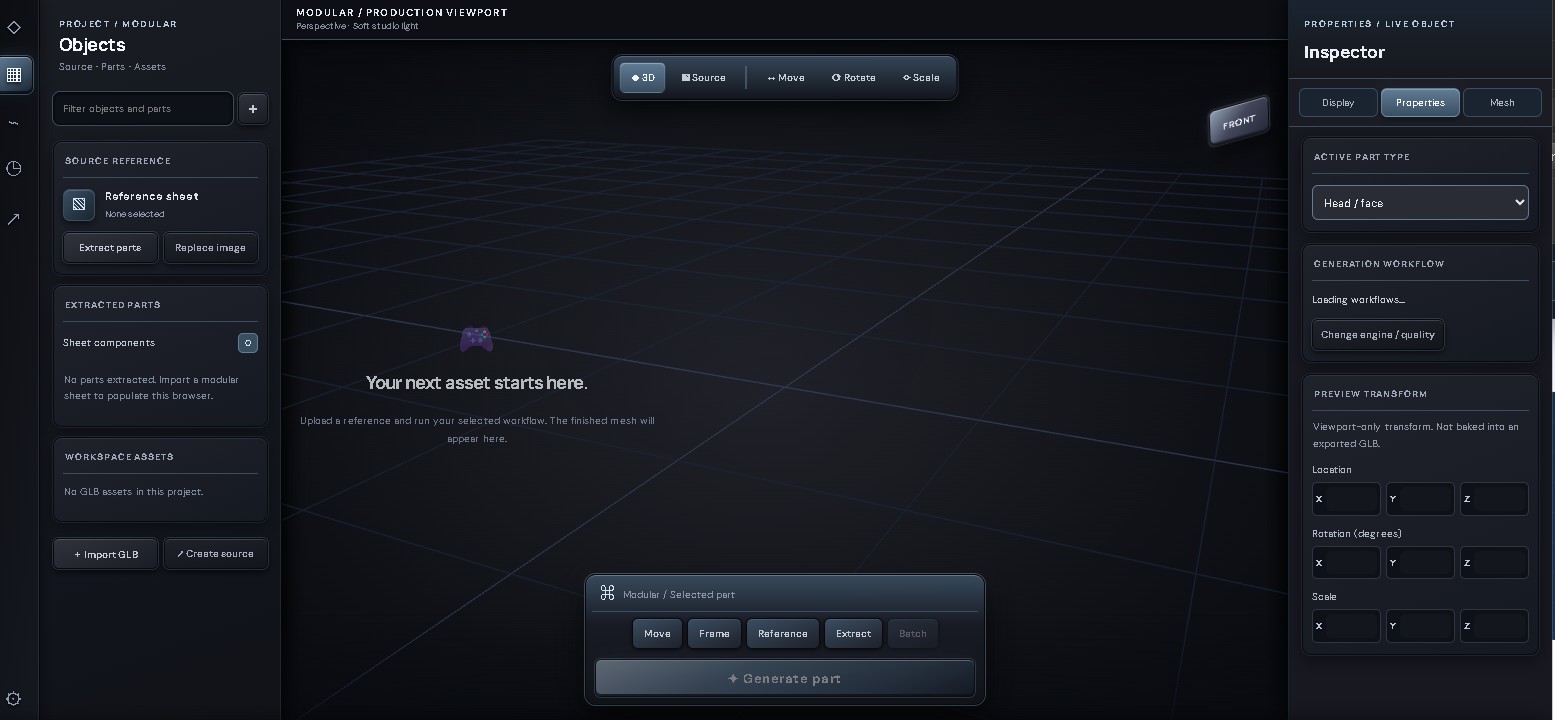 PROJECT / MODULAR
Objects
Source · Parts · Assets
Filter objects and parts
+
SOURCE REFERENCE
Reference sheet
None selected
Extract parts
Replace image
EXTRACTED PARTS
Sheet components
0
No parts extracted. Import a modular
sheet to populate this browser.
WORKSPACE ASSETS
No GLB assets in this project.
+ Import GLB
Create source
MODULAR / PRODUCTION VIEWPORT
Perspective · Soft studio light
3D
Source
↔ Move
Rotate
Scale
FRONT
Your next asset starts here.
Upload a reference and run your selected workflow. The finished mesh will
appear here.
⌘ Modular / Selected part
Move
Frame
Reference
Extract
Batch
✦ Generate part
PROPERTIES / LIVE OBJECT
Inspector
Display
Properties
Mesh
ACTIVE PART TYPE
Head / face
GENERATION WORKFLOW
Loading workflows…
Change engine / quality
PREVIEW TRANSFORM
Viewport-only transform. Not baked into an
exported GLB.
Location
X Y Z
Rotation (degrees)
X Y Z
Scale
X Y Z